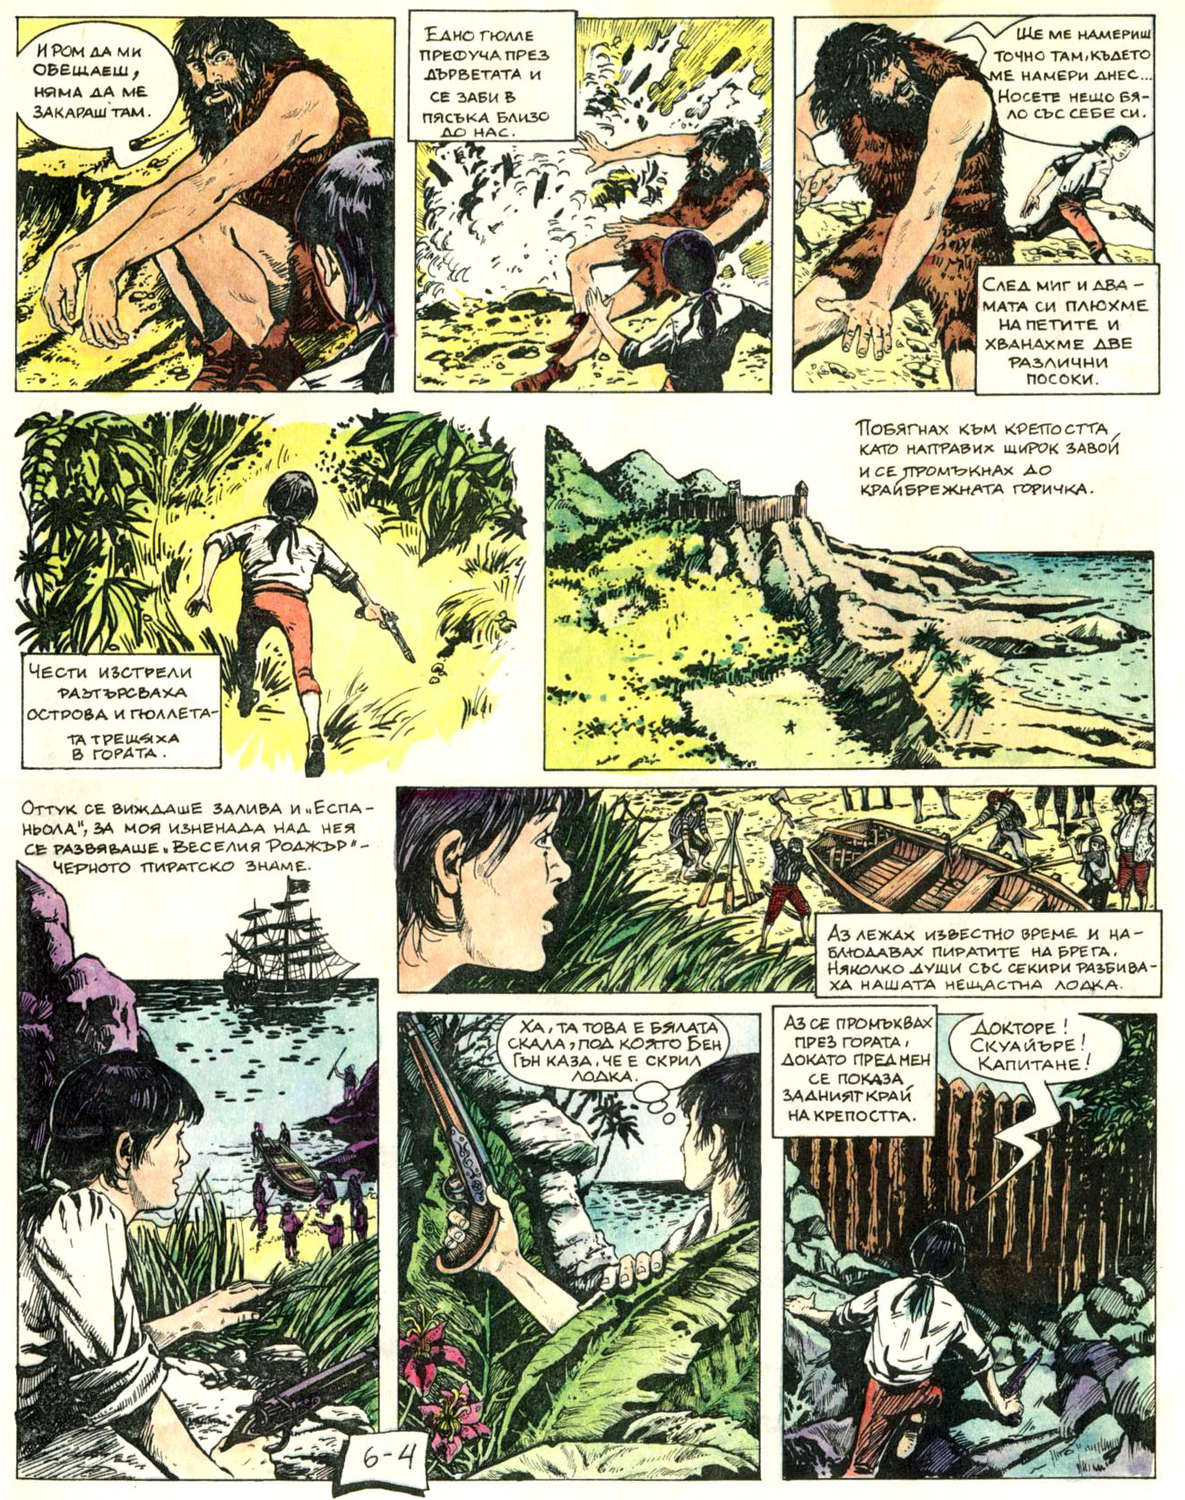 И РОМ ДА МИ
ОБЕЩАЕШ,
НЯМА ДА МЕ
ЗАКАРАШ ТАМ.
ЕДНО ГЮЛЛЕ
ПРЕФУЧА ПРЕЗ
ДЪРВЕТАТА И
СЕ ЗАБИ В
ПЯСЪКА БЛИЗО
ДО НАС.
ЩЕ МЕ НАМЕРИШ
ТОЧНО ТАМ, КЪДЕТО
МЕ НАМЕРИ ДНЕС...
НОСЕТЕ НЕЩО БЯ-
ЛО СЪС СЕБЕ СИ.
СЛЕД МИГ И ДВА-
МАТА СИ ПЛЮХМЕ
НА ПЕТИТЕ И
ХВАНАХМЕ ДВЕ
РАЗЛИЧНИ
ПОСОКИ.
ЧЕСТИ ИЗСТРЕЛИ
РАЗТЪРСВАХА
ОСТРОВА И ГЮЛЛЕТА-
ТА ТРЕЩЯХА
В ГОРАТА.
ПОБЯГНАХ КЪМ КРЕПОСТТА,
КАТО НАПРАВИХ ШИРОК ЗАВОЙ
И СЕ ПРОМЪКНАХ ДО
КРАЙБРЕЖНАТА ГОРИЧКА.
ОТТУК СЕ ВИЖДАШЕ ЗАЛИВА И „ЕСПА-
НЬОЛА", ЗА МОЯ ИЗНЕНАДА НАД НЕЯ
СЕ РАЗВЯВАШЕ „ВЕСЕЛИЯ РОДЖЪР"-
ЧЕРНОТО ПИРАТСКО ЗНАМЕ.
АЗ ЛЕЖАХ ИЗВЕСТНО ВРЕМЕ И НА-
БЛЮДАВАХ ПИРАТИТЕ НА БРЕГА.
НЯКОЛКО ДУШИ СЪС СЕКИРИ РАЗБИВА-
ХА НАШАТА НЕЩАСТНА ЛОДКА.
ХА, ТА ТОВА Е БЯЛАТА
СКАЛА, ПОД КОЯТО БЕН
ГЪН КАЗА, ЧЕ Е СКРИЛ
ЛОДКА.
АЗ СЕ ПРОМЪКВАХ
ПРЕЗ ГОРАТА,
ДОКАТО ПРЕД МЕН
СЕ ПОКАЗА
ЗАДНИЯТ КРАЙ
НА КРЕПОСТТА.
ДОКТОРЕ!
СКУАЙЪРЕ!
КАПИТАНЕ!
6-4